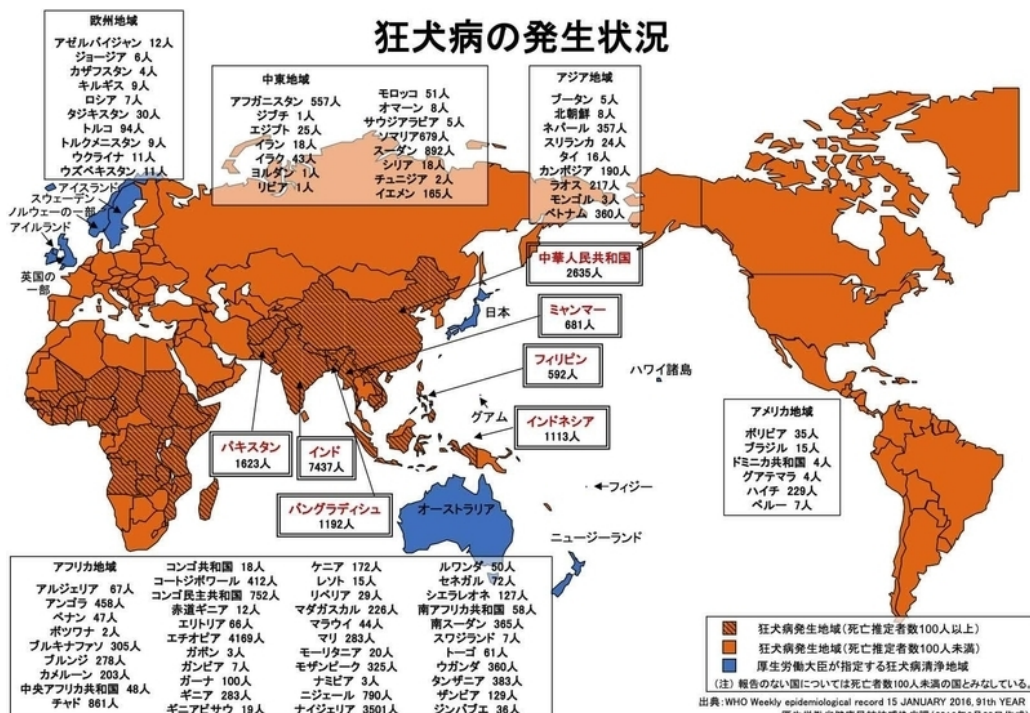 狂犬病の発生状況
欧州地域
アゼルバイジャン 12人
ジョージア 6人
カザフスタン 4人
キルギス 9人
ロシア 7人
タジキスタン 30人
トルコ 94人
トルクメニスタン 9人
ウクライナ 11人
ウズベキスタン 11人
中東地域
アフガニスタン 557人
ジブチ 1人
エジプト 25人
イラン 18人
イラク 43人
ヨルダン 1人
リビア 1人
モロッコ 51人
オマーン 8人
サウジアラビア 5人
ソマリア679人
スーダン 892人
シリア 18人
チュニジア 2人
イエメン 165人
アジア地域
ブータン 5人
北朝鮮 8人
ネパール 357人
スリランカ 24人
タイ 16人
カンボジア 190人
ラオス 217人
モンゴル 3人
ベトナム 360人
アイスランド
スウェーデン
ノルウェーの一部
アイルランド
英国の
一部
中華人民共和国
2635人
日本
ミャンマー
681人
フィリピン
592人
ハワイ諸島
グアム
インドネシア
1113人
パキスタン
1623人
インド
7437人
バングラディシュ
1192人
オーストラリア
フィジー
ニュージーランド
アメリカ地域
ボリビア 35人
ブラジル 15人
ドミニカ共和国 4人
グアテマラ 4人
ハイチ 229人
ペルー 7人
アフリカ地域
アルジェリア 67人
アンゴラ 458人
ベナン 47人
ボツワナ 2人
ブルキナファソ 305人
ブルンジ 278人
カメルーン 203人
中央アフリカ共和国 48人
チャド 861人
コンゴ共和国 18人
コートジボワール 412人
コンゴ民主共和国 752人
赤道ギニア 12人
エリトリア 66人
エチオピア 4169人
ガボン 3人
ガンビア 7人
ガーナ 100人
ギニア 283人
ギニアビサウ 19人
ケニア 172人
レソト 15人
リベリア 29人
マダガスカル 226人
マラウイ 44人
マリ 283人
モーリタニア 20人
モザンビーク 325人
ナミビア 3人
ニジェール 790人
ナイジェリア 3501人
ルワンダ 50人
セネガル 72人
シエラレオネ 127人
南アフリカ共和国 58人
南スーダン 365人
スワジランド 7人
トーゴ 61人
ウガンダ 360人
タンザニア 383人
ザンビア 129人
ジンバブエ 36人
狂犬病発生地域(死亡推定者数100人以上)
狂犬病発生地域(死亡推定者数100人未満)
厚生労働大臣が指定する狂犬病清浄地域
(注) 報告のない国については死亡者数100人未満の国とみなしている。
出典:WHO Weekly epidemiological record 15 JANUARY 2016, 91th YEAR